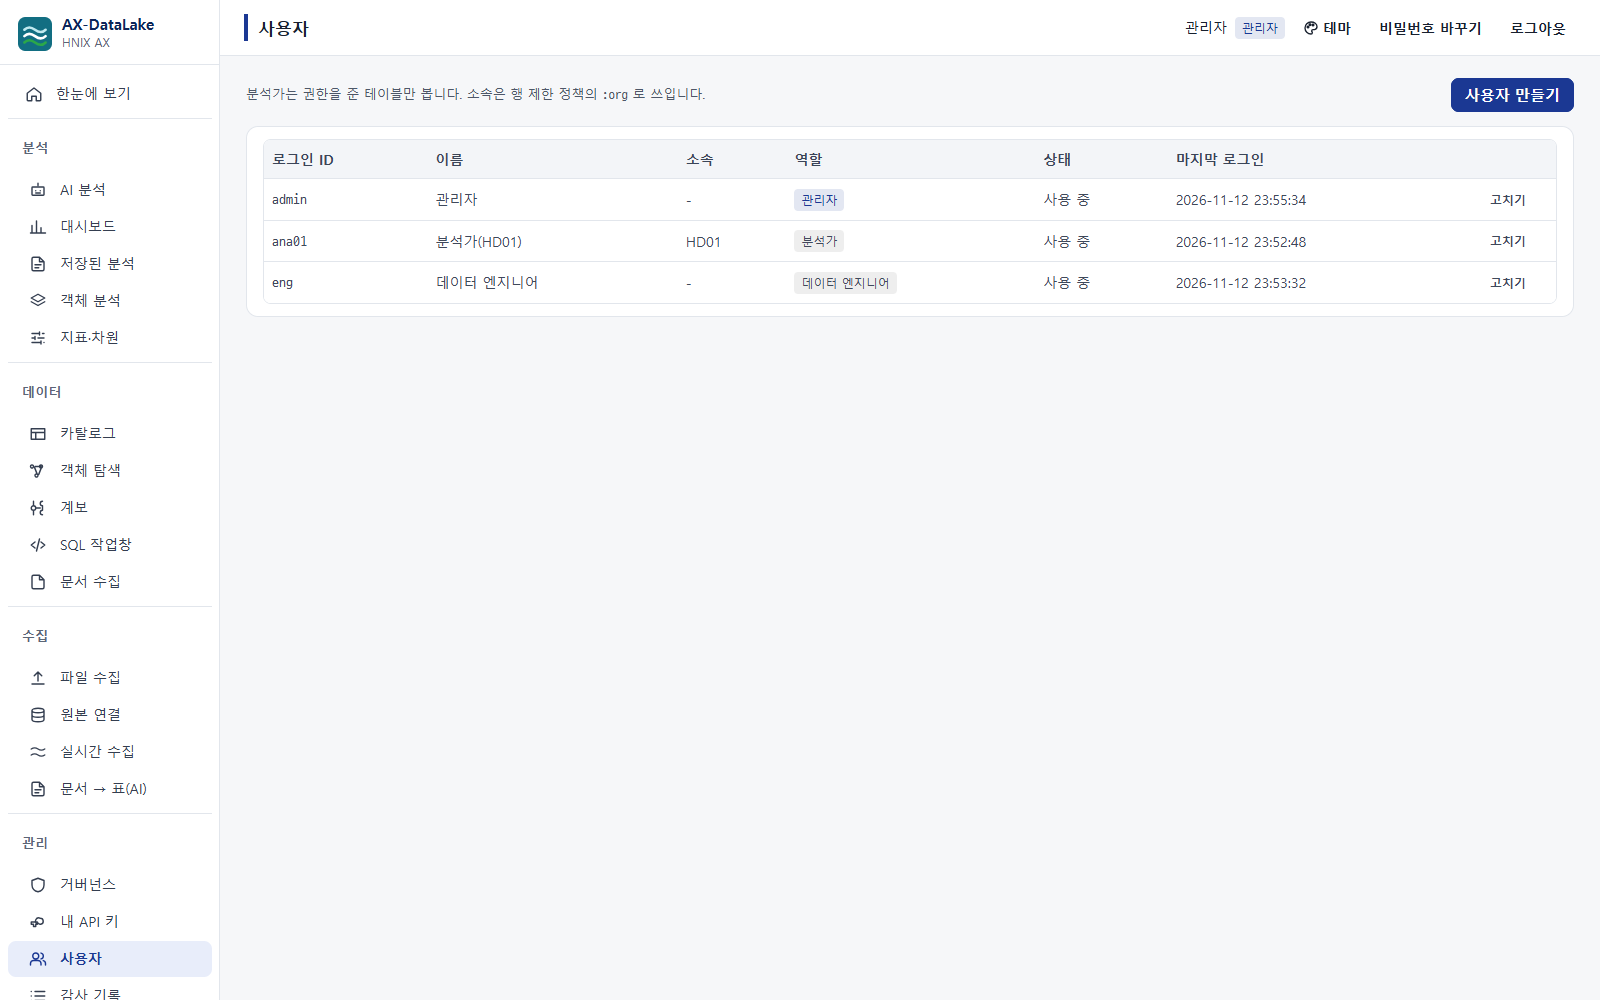 AX-DataLake
HNIX AX
한눈에 보기
분석
AI 분석
대시보드
저장된 분석
객체 분석
지표·차원
데이터
카탈로그
객체 탐색
계보
SQL 작업창
문서 수집
수집
파일 수집
원본 연결
실시간 수집
문서 → 표(AI)
관리
거버넌스
내 API 키
사용자
감사 기록
사용자
관리자 관리자 테마 비밀번호 바꾸기 로그아웃
분석가는 권한을 준 테이블만 봅니다. 소속은 행 제한 정책의 :org 로 쓰입니다.
사용자 만들기
로그인 ID 이름 소속 역할 상태 마지막 로그인
admin 관리자 - 관리자 사용 중 2026-11-12 23:55:34 고치기
ana01 분석가(HD01) HD01 분석가 사용 중 2026-11-12 23:52:48 고치기
eng 데이터 엔지니어 - 데이터 엔지니어 사용 중 2026-11-12 23:53:32 고치기